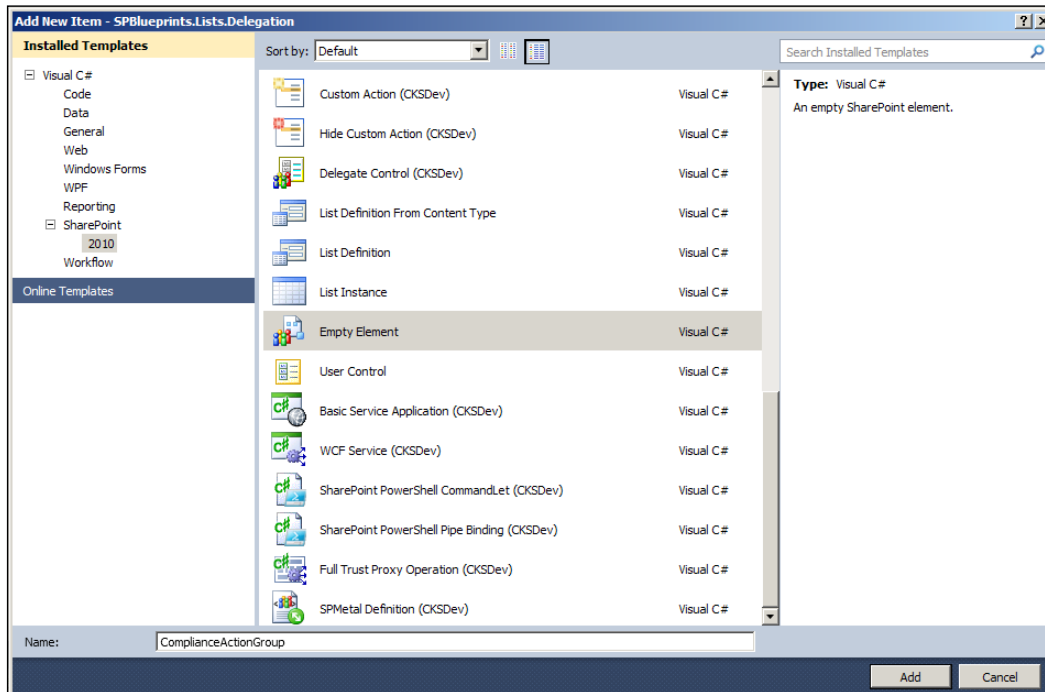 Add New Item - SPBlueprints.Lists.Delegation
Installed Templates
Sort by: Default
Search Installed Templates
Visual C#
Code
Data
General
Web
Windows Forms
WPF
Reporting
SharePoint
2010
Workflow
Online Templates
Custom Action (CKSDev) Visual C#
Hide Custom Action (CKSDev) Visual C#
Delegate Control (CKSDev) Visual C#
List Definition From Content Type Visual C#
List Definition Visual C#
List Instance Visual C#
Empty Element Visual C#
User Control Visual C#
Basic Service Application (CKSDev) Visual C#
WCF Service (CKSDev) Visual C#
SharePoint PowerShell CommandLet (CKSDev) Visual C#
SharePoint PowerShell Pipe Binding (CKSDev) Visual C#
Full Trust Proxy Operation (CKSDev) Visual C#
SPMetal Definition (CKSDev) Visual C#
Type: Visual C#
An empty SharePoint element.
Name: ComplianceActionGroup
Add Cancel